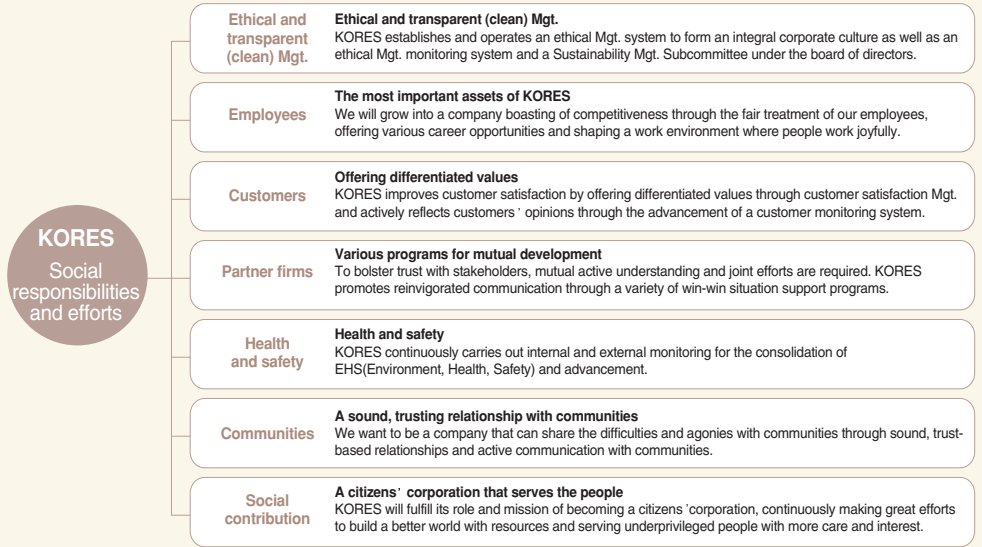 KORES
Social
responsibilities
and efforts
Ethical and
transparent
(clean) Mgt.
Ethical and transparent (clean) Mgt.
KORES establishes and operates an ethical Mgt. system to form an integral corporate culture as well as an
ethical Mgt. monitoring system and a Sustainability Mgt. Subcommittee under the board of directors.
Employees
The most important assets of KORES
We will grow into a company boasting of competitiveness through the fair treatment of our employees,
offering various career opportunities and shaping a work environment where people work joyfully.
Customers
Offering differentiated values
KORES improves customer satisfaction by offering differentiated values through customer satisfaction Mgt.
and actively reflects customers ' opinions through the advancement of a customer monitoring system.
Partner firms
Various programs for mutual development
To bolster trust with stakeholders, mutual active understanding and joint efforts are required. KORES
promotes reinvigorated communication through a variety of win-win situation support programs.
Health
and safety
Health and safety
KORES continuously carries out internal and external monitoring for the consolidation of
EHS(Environment, Health, Safety) and advancement.
Communities
A sound, trusting relationship with communities
We want to be a company that can share the difficulties and agonies with communities through sound, trust-
based relationships and active communication with communities.
Social
contribution
A citizens' corporation that serves the people
KORES will fulfill its role and mission of becoming a citizens 'corporation, continuously making great efforts
to build a better world with resources and serving underprivileged people with more care and interest.